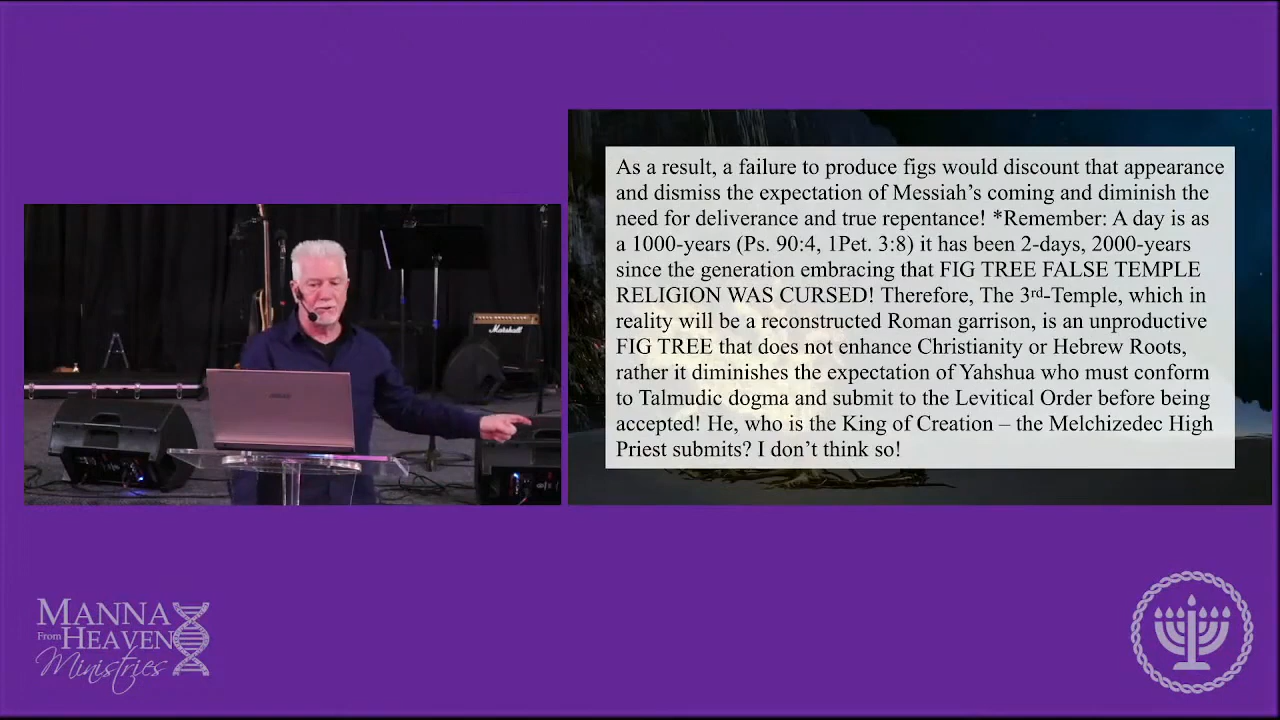 As a result, a failure to produce figs would discount that appearance
and dismiss the expectation of Messiah's coming and diminish the
need for deliverance and true repentance! *Remember: A day is as
a 1000-years (Ps. 90:4, 1Pet. 3:8) it has been 2-days, 2000-years
since the generation embracing that FIG TREE FALSE TEMPLE
RELIGION WAS CURSED! Therefore, The 3rd-Temple, which in
reality will be a reconstructed Roman garrison, is an unproductive
FIG TREE that does not enhance Christianity or Hebrew Roots,
rather it diminishes the expectation of Yahshua who must conform
to Talmudic dogma and submit to the Levitical Order before being
accepted! He, who is the King of Creation – the Melchizedec High
Priest submits? I don't think so!
Marshall
MANNA
From HEAVEN
Ministries